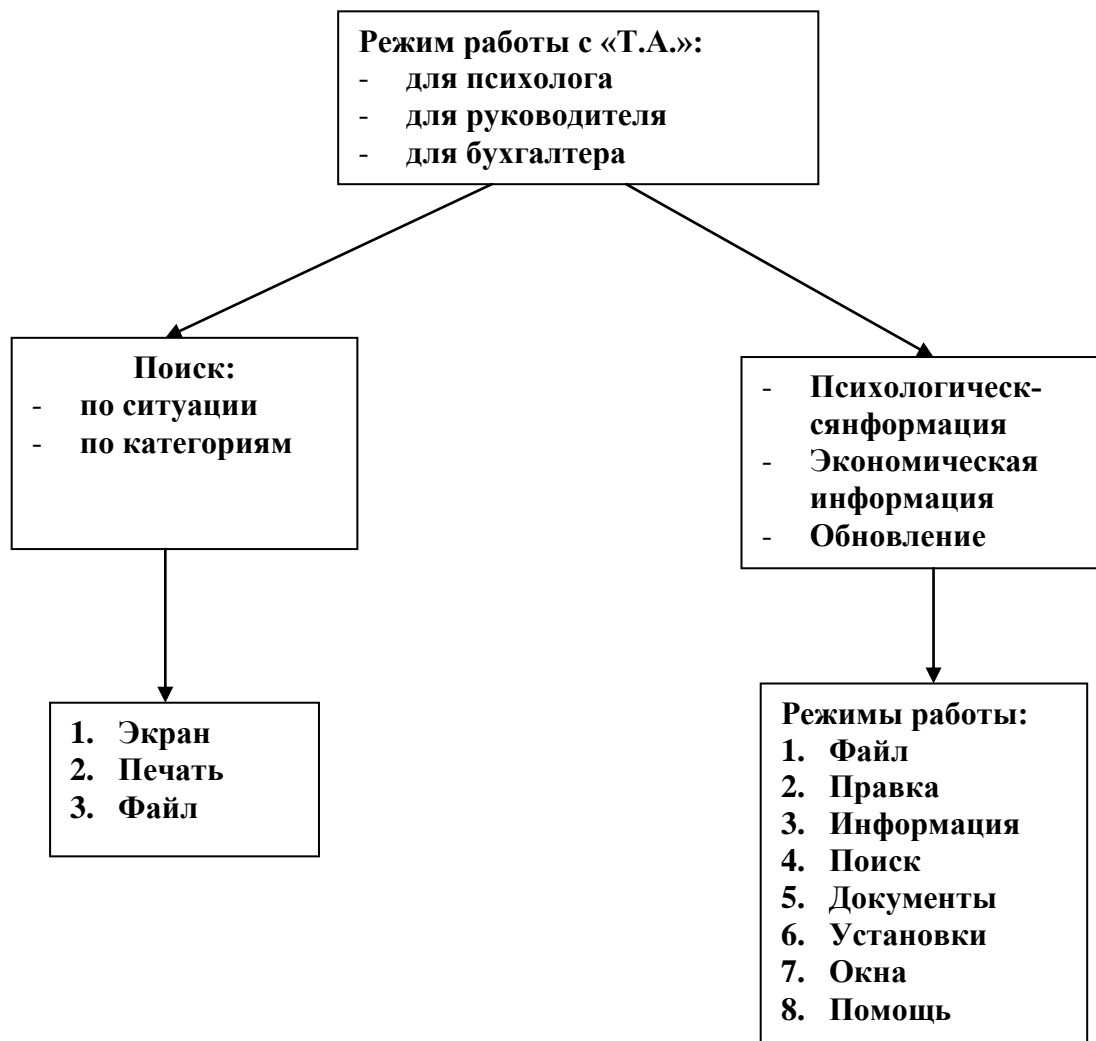 Режим работы с «Т.А.»:
- для психолога
- для руководителя
- для бухгалтера
Поиск:
- по ситуации
- по категориям
- Психологическ-
сянформация
- Экономическая
информация
- Обновление
1. Экран
2. Печать
3. Файл
Режимы работы:
1. Файл
2. Правка
3. Информация
4. Поиск
5. Документы
6. Установки
7. Окна
8. Помощь